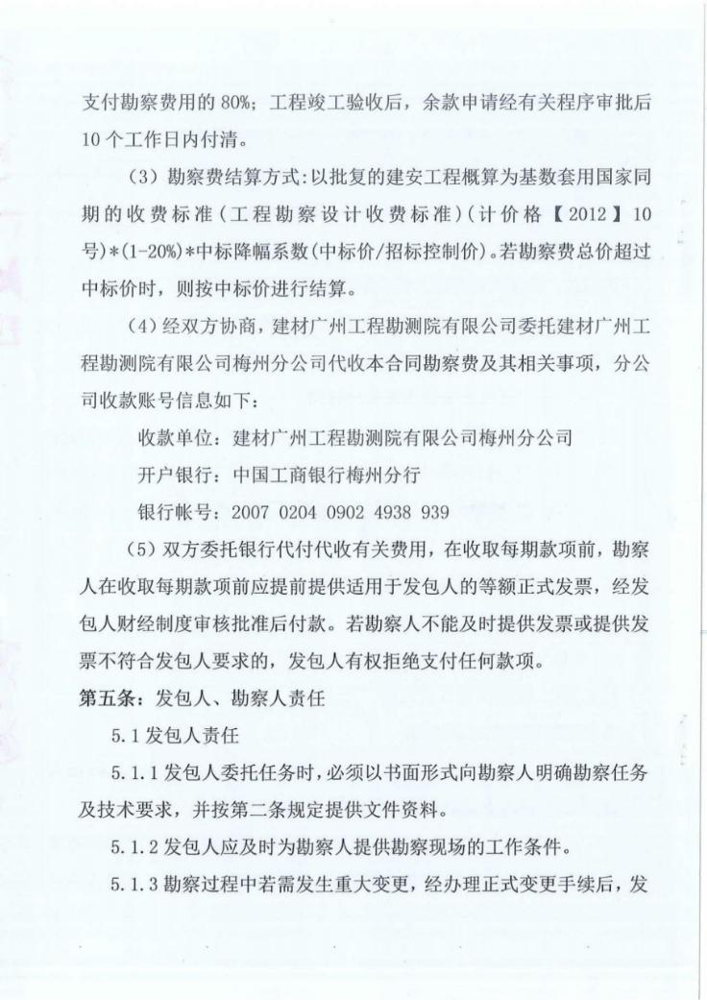 支付勘察费用的 80%；工程竣工验收后，余款申请经有关程序审批后
10 个工作日内付清。
（3）勘察费结算方式:以批复的建安工程概算为基数套用国家同
期的收费标准(工程勘察设计收费标准)(计价格【2012】10
号)*(1-20%)*中标降幅系数(中标价/招标控制价)。若勘察费总价超过
中标价时，则按中标价进行结算。
（4）经双方协商，建材广州工程勘测院有限公司委托建材广州工
程勘测院有限公司梅州分公司代收本合同勘察费及其相关事项，分公
司收款账号信息如下：
收款单位：建材广州工程勘测院有限公司梅州分公司
开户银行：中国工商银行梅州分行
银行帐号：2007 0204 0902 4938 939
（5）双方委托银行代付代收有关费用，在收取每期款项前，勘察
人在收取每期款项前应提前提供适用于发包人的等额正式发票，经发
包人财经制度审核批准后付款。若勘察人不能及时提供发票或提供发
票不符合发包人要求的，发包人有权拒绝支付任何款项。
第五条：发包人、勘察人责任
5.1 发包人责任
5.1.1 发包人委托任务时，必须以书面形式向勘察人明确勘察任务
及技术要求，并按第二条规定提供文件资料。
5.1.2 发包人应及时为勘察人提供勘察现场的工作条件。
5.1.3 勘察过程中若需发生重大变更，经办理正式变更手续后，发